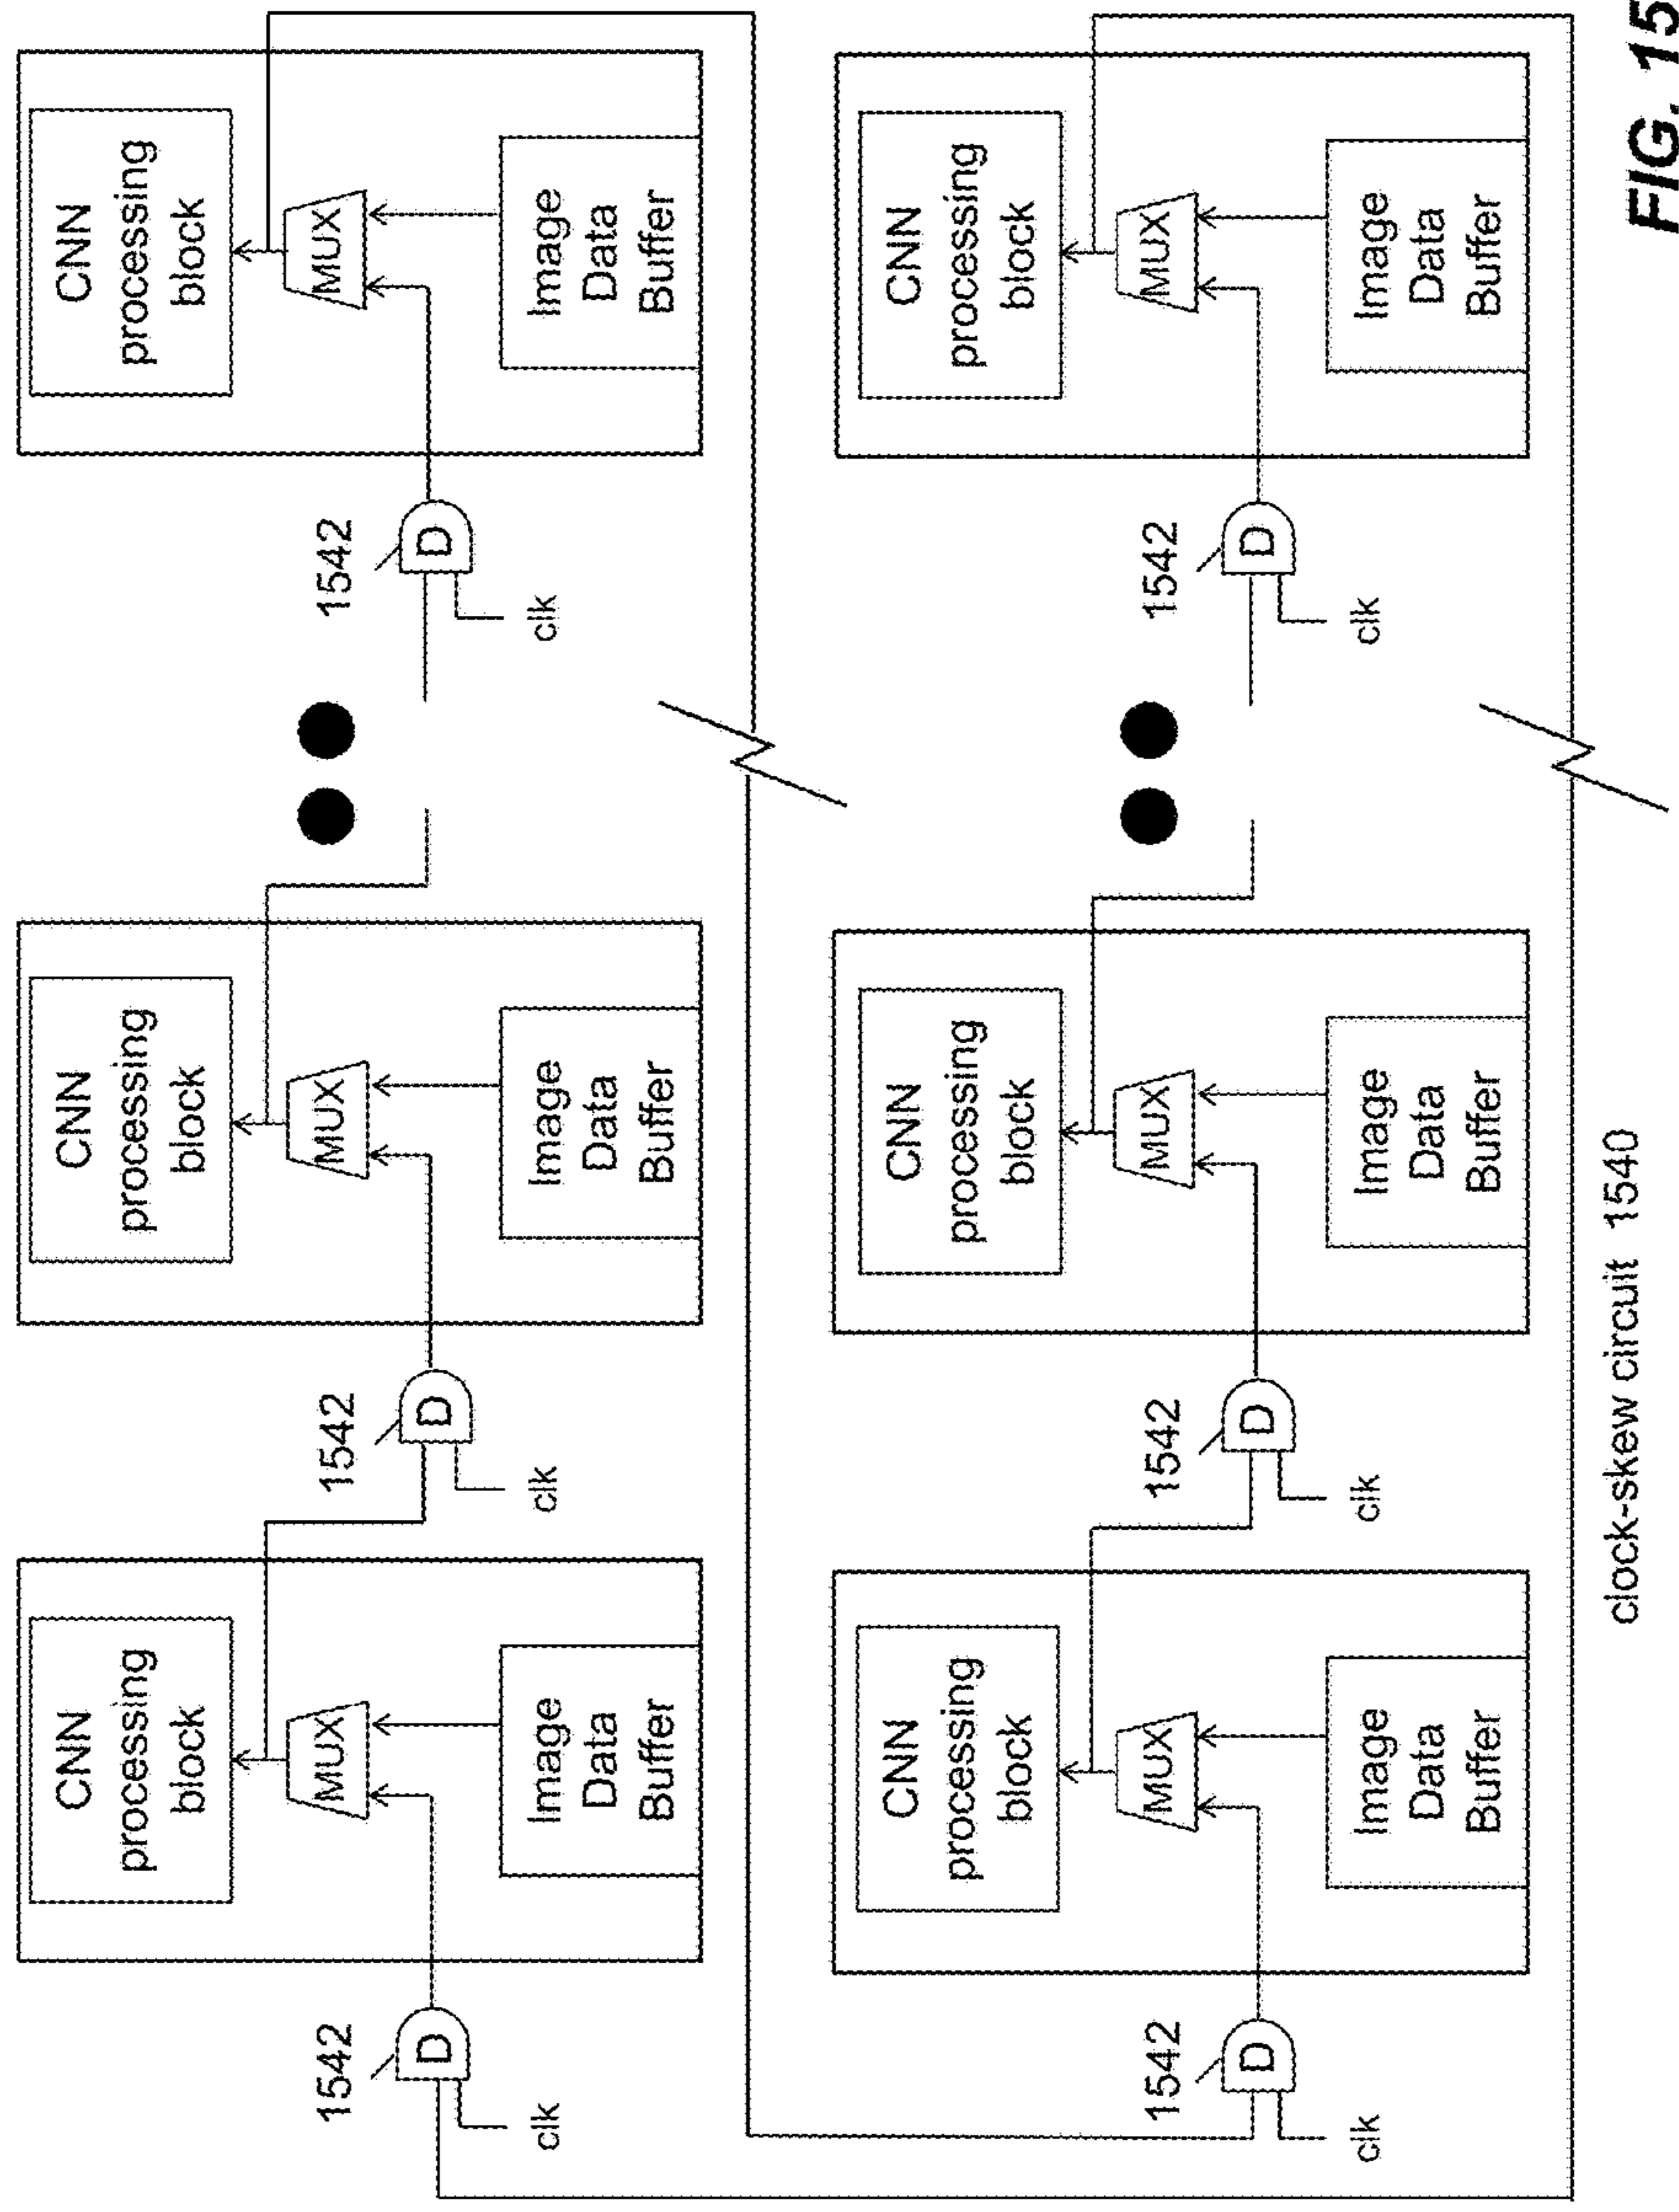 CNN
processing
block
1542
MUX
D
clk
Image
Data
Buffer
CNN
processing
block
1542
MUX
D
clk
Image
Data
Buffer
CNN
processing
block
1542
MUX
D
clk
Image
Data
Buffer
CNN
processing
block
1542
MUX
D
clk
Image
Data
Buffer
CNN
processing
block
1542
MUX
D
clk
Image
Data
Buffer
CNN
processing
block
1542
MUX
D
clk
Image
Data
Buffer
clock-skew circuit 1540
FIG. 15